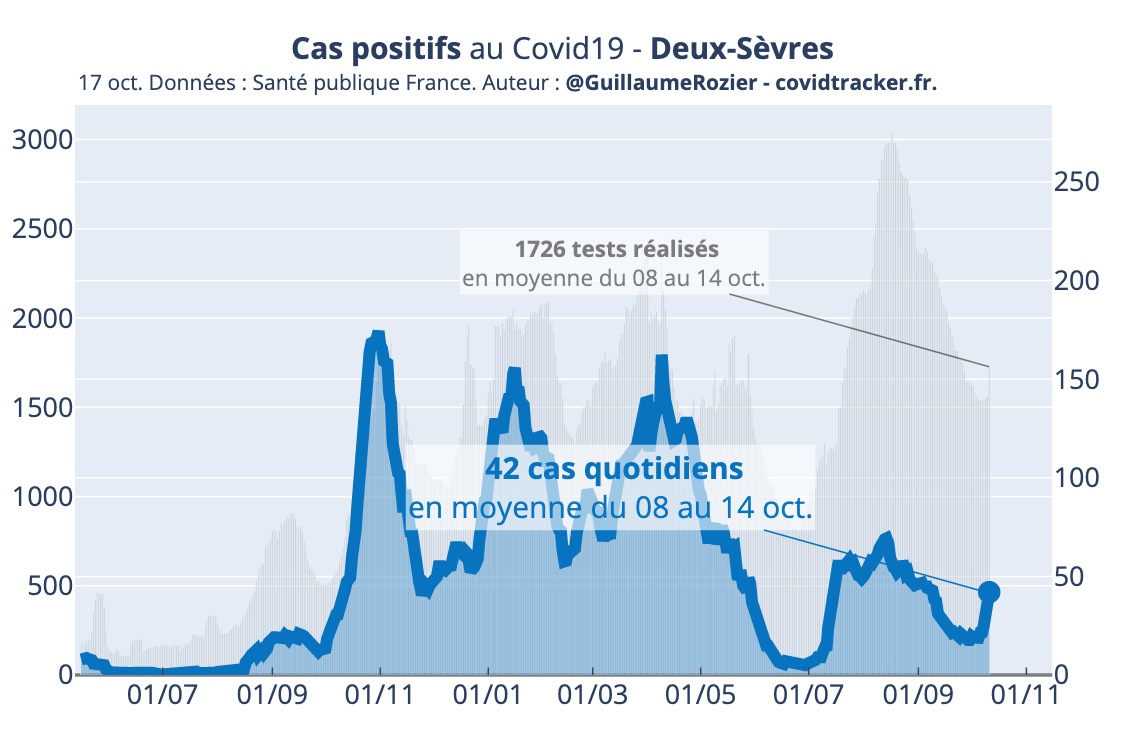 Cas positifs au Covid19 - Deux-Sèvres
17 oct. Données : Santé publique France. Auteur : @GuillaumeRozier - covidtracker.fr.
3000
2500
2000
1500
1000
500
0
250
200
150
100
50
0
1726 tests réalisés
en moyenne du 08 au 14 oct.
42 cas quotidiens
en moyenne du 08 au 14 oct.
01/07 01/09 01/11 01/01 01/03 01/05 01/07 01/09 01/11